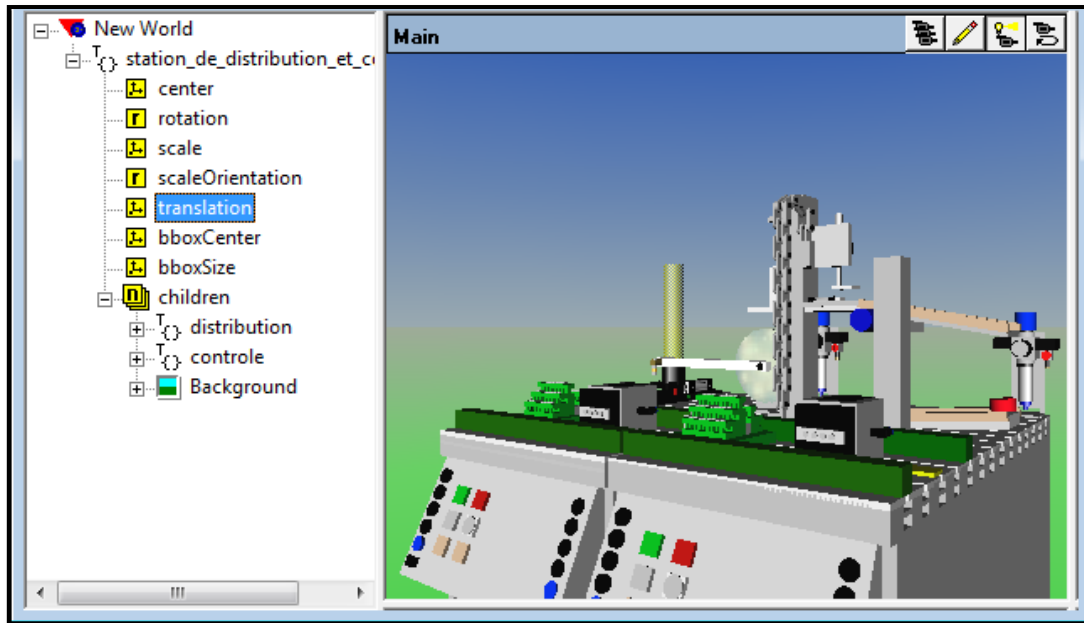 New World
station_de_distribution_et_c
center
rotation
scale
scaleOrientation
translation
bboxCenter
bboxSize
children
distribution
controle
Background
Main